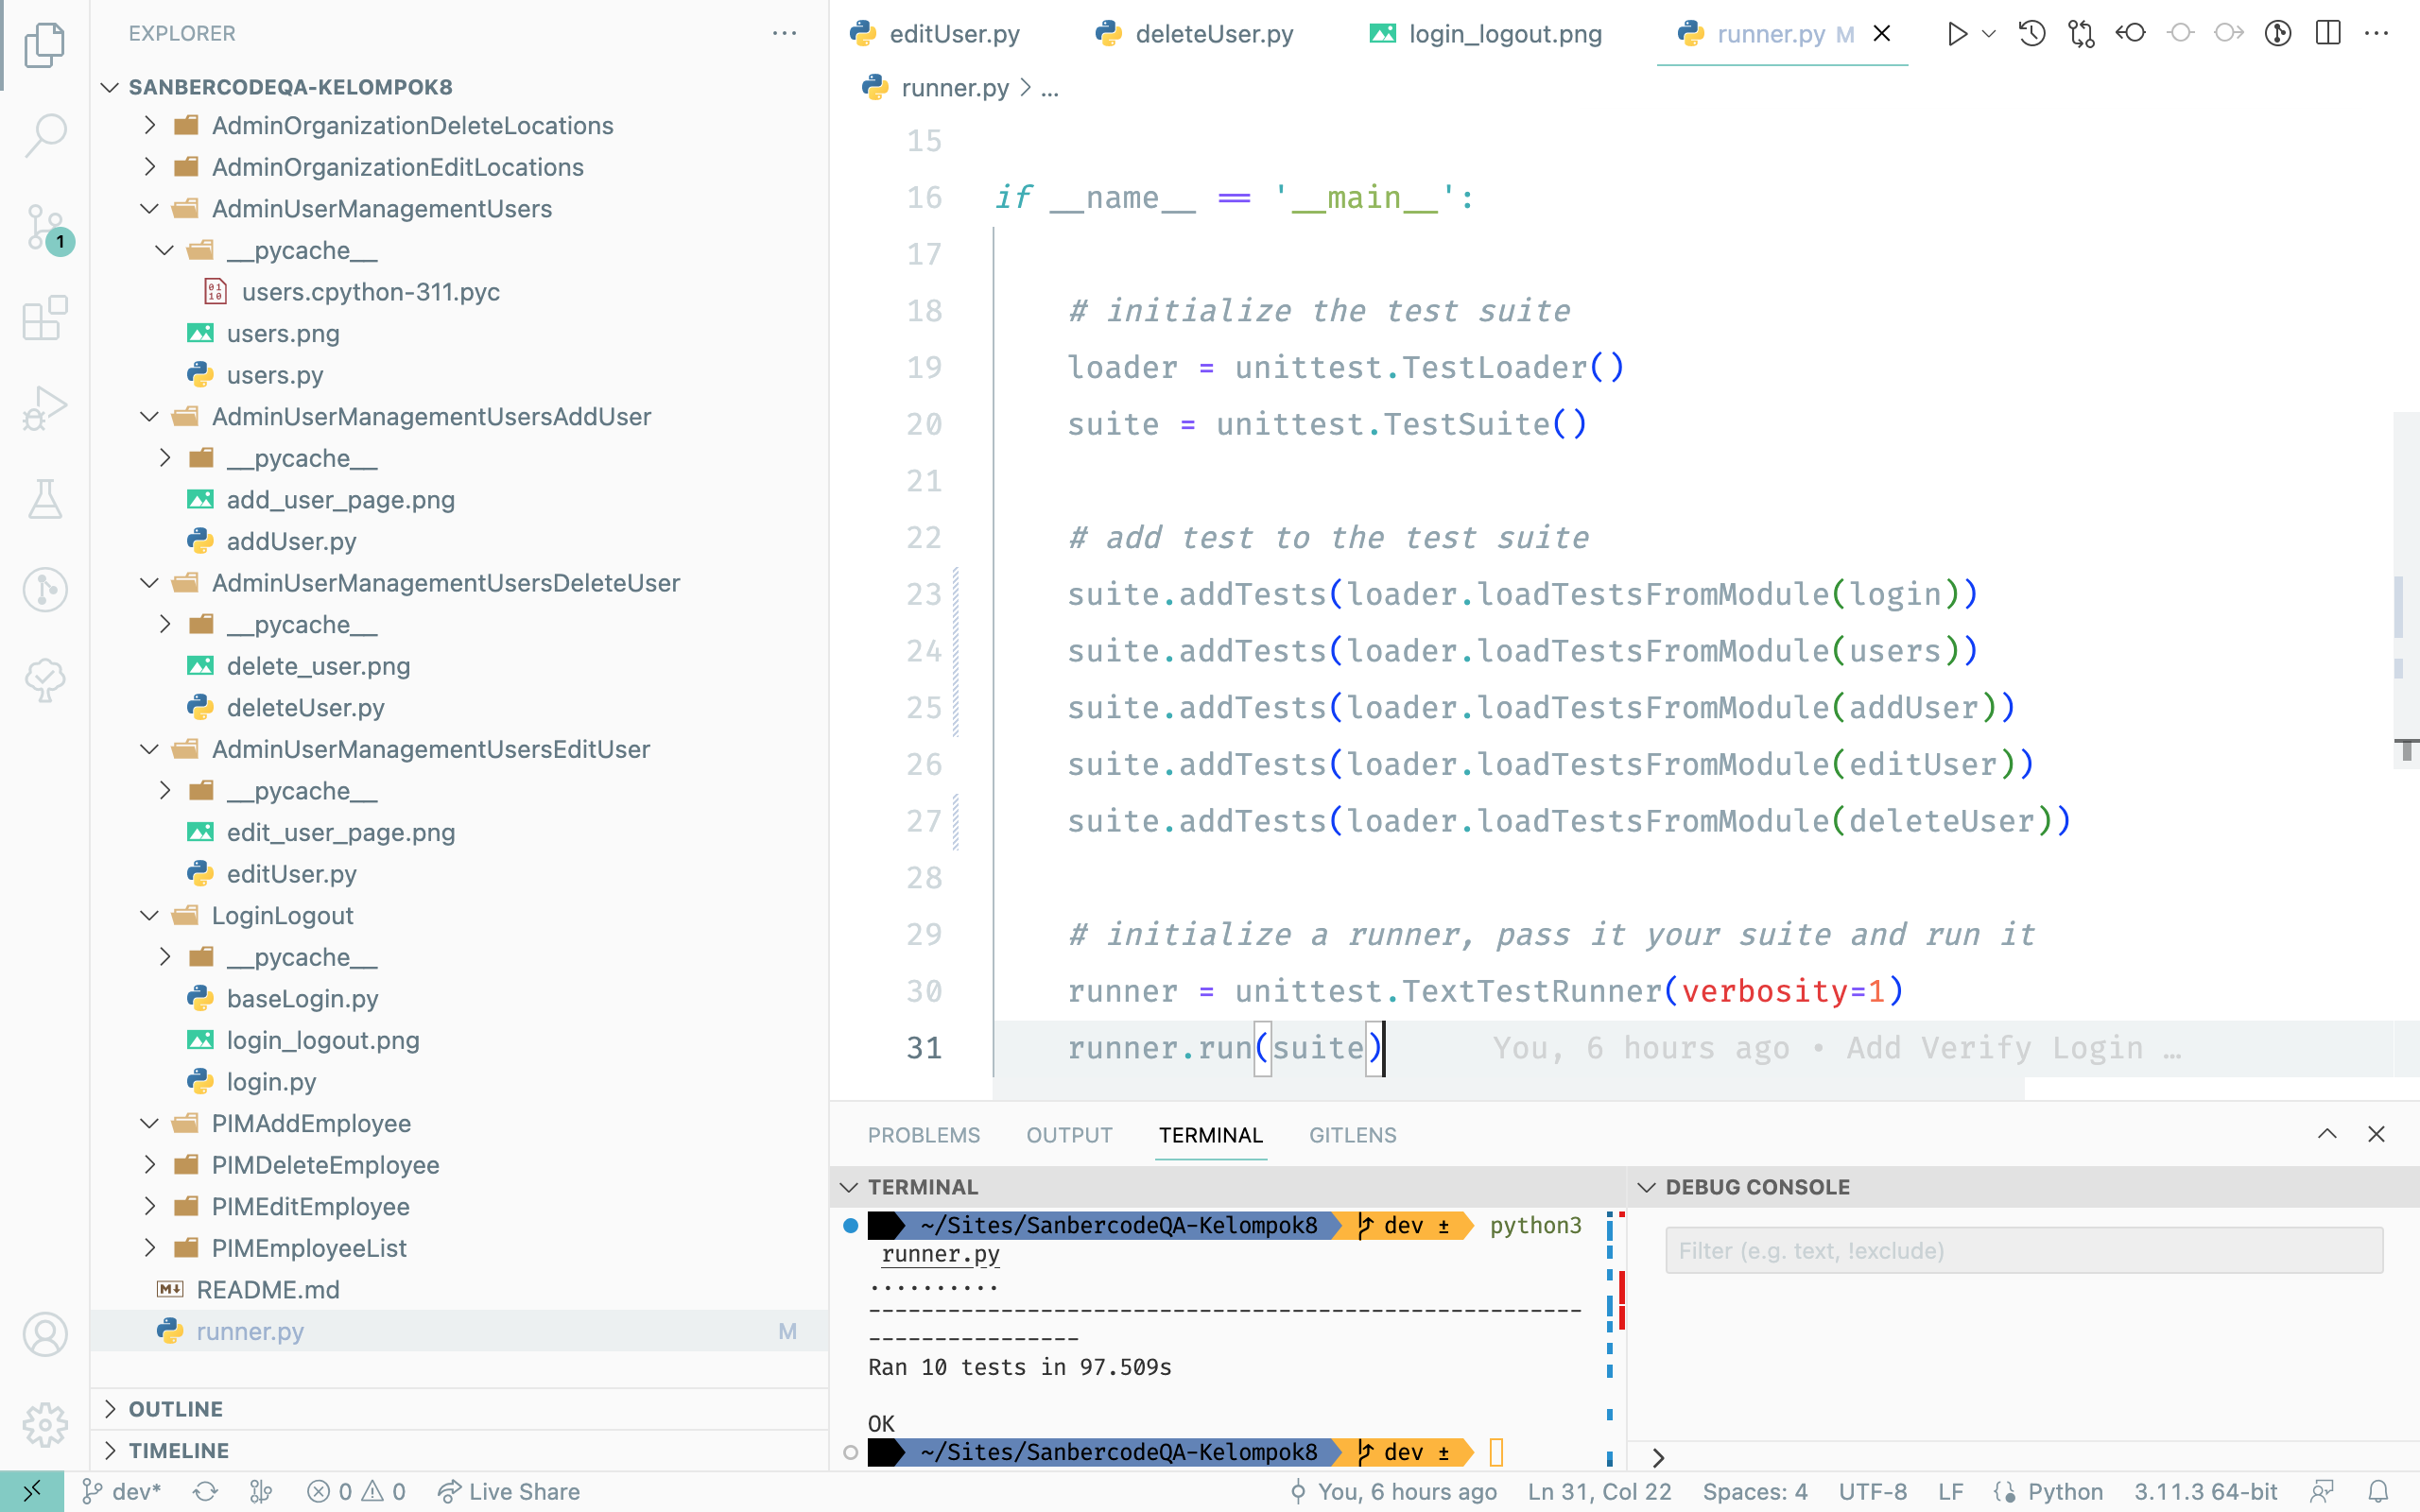 EXPLORER
SANBERCODEQA-KELOMPOK8
AdminOrganizationDeleteLocations
AdminOrganizationEditLocations
AdminUserManagementUsers
__pycache__
users.cpython-311.pyc
users.png
users.py
AdminUserManagementUsersAddUser
__pycache__
add_user_page.png
addUser.py
AdminUserManagementUsersDeleteUser
__pycache__
delete_user.png
deleteUser.py
AdminUserManagementUsersEditUser
__pycache__
edit_user_page.png
editUser.py
LoginLogout
__pycache__
baseLogin.py
login_logout.png
login.py
PIMAddEmployee
PIMDeleteEmployee
PIMEditEmployee
PIMEmployeeList
README.md
runner.py M
OUTLINE
TIMELINE
1
editUser.py deleteUser.py login_logout.png runner.py M
runner.py > ...
15
16 if __name__ == '__main__':
17
18 # initialize the test suite
19 loader = unittest.TestLoader()
20 suite = unittest.TestSuite()
21
22 # add test to the test suite
23 suite.addTests(loader.loadTestsFromModule(login))
24 suite.addTests(loader.loadTestsFromModule(users))
25 suite.addTests(loader.loadTestsFromModule(addUser))
26 suite.addTests(loader.loadTestsFromModule(editUser))
27 suite.addTests(loader.loadTestsFromModule(deleteUser))
28
29 # initialize a runner, pass it your suite and run it
30 runner = unittest.TextTestRunner(verbosity=1)
31 runner.run(suite) You, 6 hours ago • Add Verify Login …
PROBLEMS OUTPUT TERMINAL GITLENS
TERMINAL
~/Sites/SanbercodeQA-Kelompok8 dev ± python3
runner.py
..........
------------------------------------------------------
----------------
Ran 10 tests in 97.509s
OK
~/Sites/SanbercodeQA-Kelompok8 dev ±
DEBUG CONSOLE
Filter (e.g. text, !exclude)
dev* 0 0 Live Share You, 6 hours ago Ln 31, Col 22 Spaces: 4 UTF-8 LF Python 3.11.3 64-bit